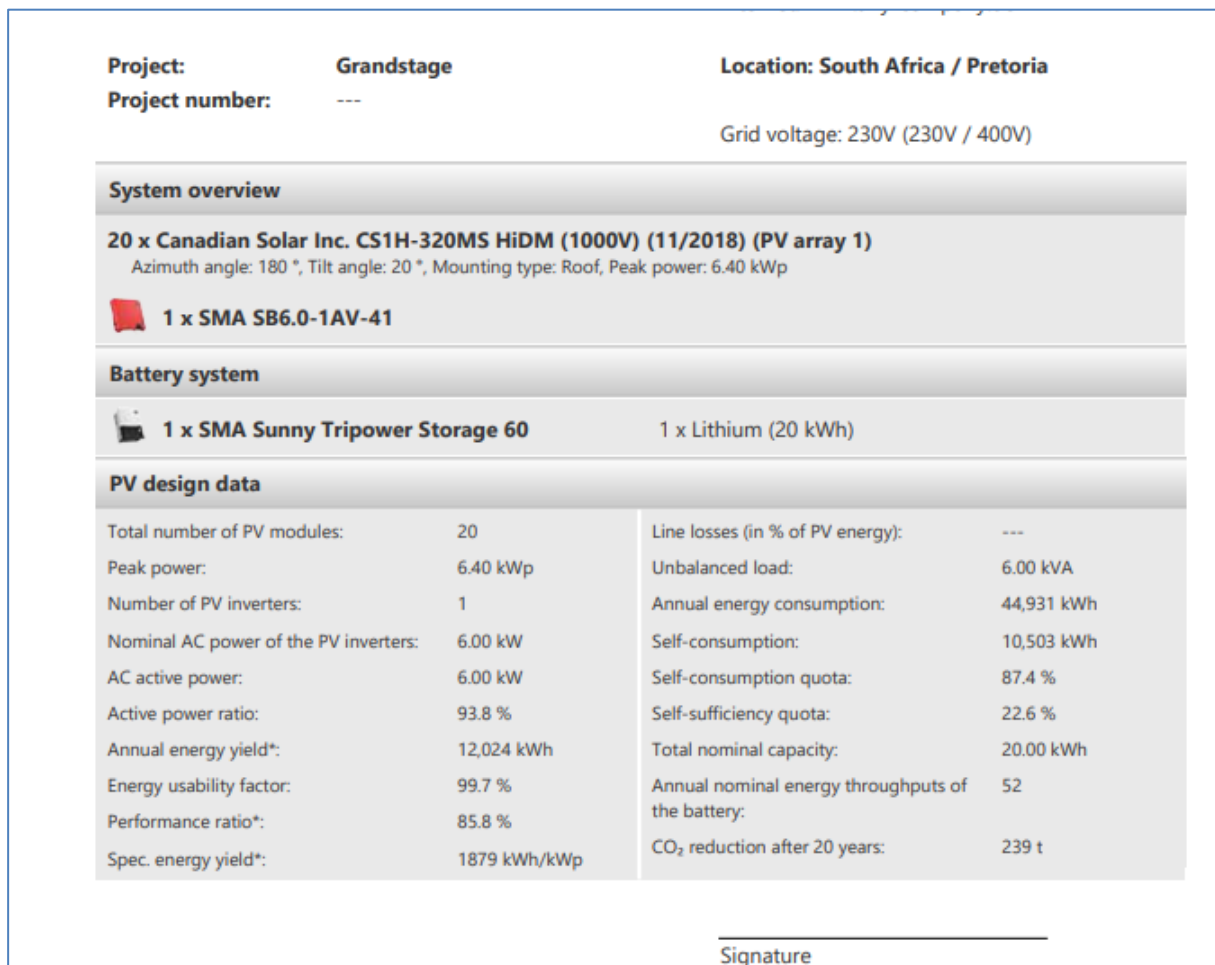 Project: Grandstage Location: South Africa / Pretoria
Project number: ---
Grid voltage: 230V (230V / 400V)
System overview
20 x Canadian Solar Inc. CS1H-320MS HiDM (1000V) (11/2018) (PV array 1)
Azimuth angle: 180 °, Tilt angle: 20 °, Mounting type: Roof, Peak power: 6.40 kWp
1 x SMA SB6.0-1AV-41
Battery system
1 x SMA Sunny Tripower Storage 60 1 x Lithium (20 kWh)
PV design data
Total number of PV modules: 20
Peak power: 6.40 kWp
Number of PV inverters: 1
Nominal AC power of the PV inverters: 6.00 kW
AC active power: 6.00 kW
Active power ratio: 93.8 %
Annual energy yield*: 12,024 kWh
Energy usability factor: 99.7 %
Performance ratio*: 85.8 %
Spec. energy yield*: 1879 kWh/kWp
Line losses (in % of PV energy): ---
Unbalanced load: 6.00 kVA
Annual energy consumption: 44,931 kWh
Self-consumption: 10,503 kWh
Self-consumption quota: 87.4 %
Self-sufficiency quota: 22.6 %
Total nominal capacity: 20.00 kWh
Annual nominal energy throughputs of 52
the battery:
CO₂ reduction after 20 years: 239 t
Signature